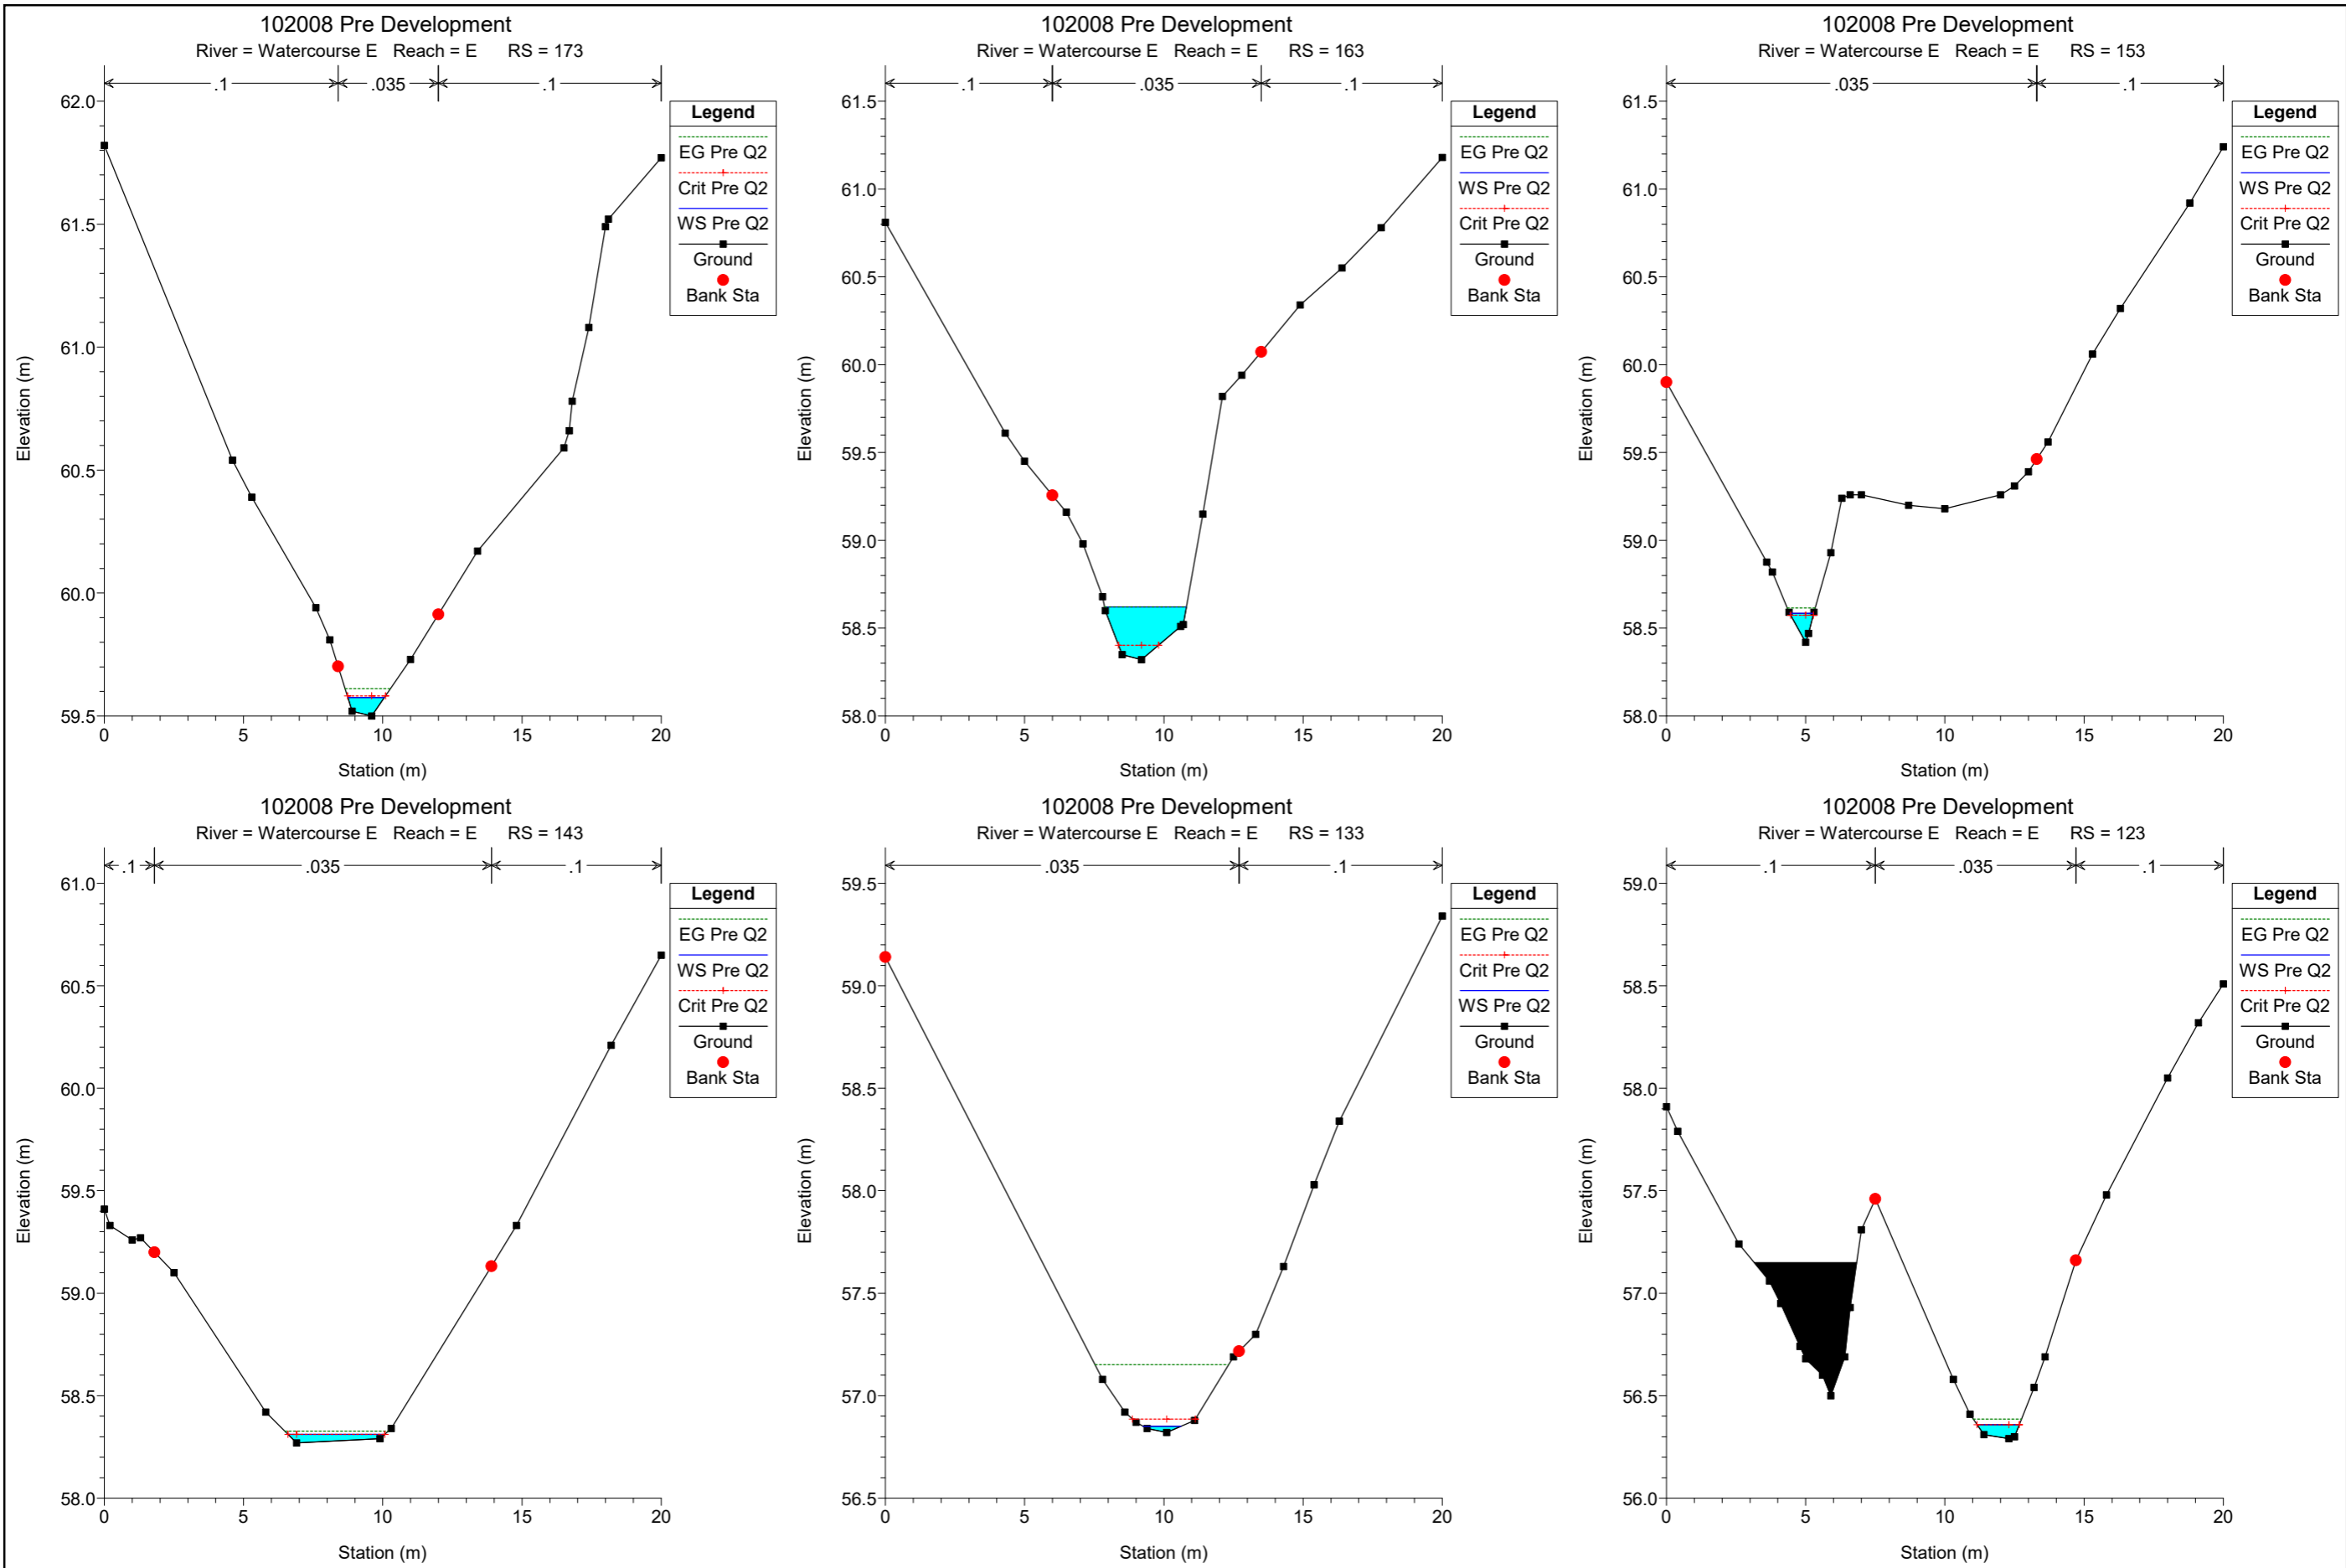 102008 Pre Development
River = Watercourse E Reach = E RS = 173
.1 .035 .1
62.0
61.5
61.0
60.5
60.0
59.5
0 5 10 15 20
Station (m)
Elevation (m)
Legend
EG Pre Q2
Crit Pre Q2
WS Pre Q2
Ground
Bank Sta
102008 Pre Development
River = Watercourse E Reach = E RS = 163
.1 .035 .1
61.5
61.0
60.5
60.0
59.5
59.0
58.5
58.0
0 5 10 15 20
Station (m)
Elevation (m)
Legend
EG Pre Q2
WS Pre Q2
Crit Pre Q2
Ground
Bank Sta
102008 Pre Development
River = Watercourse E Reach = E RS = 153
.035 .1
61.5
61.0
60.5
60.0
59.5
59.0
58.5
58.0
0 5 10 15 20
Station (m)
Elevation (m)
Legend
EG Pre Q2
WS Pre Q2
Crit Pre Q2
Ground
Bank Sta
102008 Pre Development
River = Watercourse E Reach = E RS = 143
.1 .035 .1
61.0
60.5
60.0
59.5
59.0
58.5
58.0
0 5 10 15 20
Station (m)
Elevation (m)
Legend
EG Pre Q2
WS Pre Q2
Crit Pre Q2
Ground
Bank Sta
102008 Pre Development
River = Watercourse E Reach = E RS = 133
.035 .1
59.5
59.0
58.5
58.0
57.5
57.0
56.5
0 5 10 15 20
Station (m)
Elevation (m)
Legend
EG Pre Q2
Crit Pre Q2
WS Pre Q2
Ground
Bank Sta
102008 Pre Development
River = Watercourse E Reach = E RS = 123
.1 .035 .1
59.0
58.5
58.0
57.5
57.0
56.5
56.0
0 5 10 15 20
Station (m)
Elevation (m)
Legend
EG Pre Q2
WS Pre Q2
Crit Pre Q2
Ground
Bank Sta